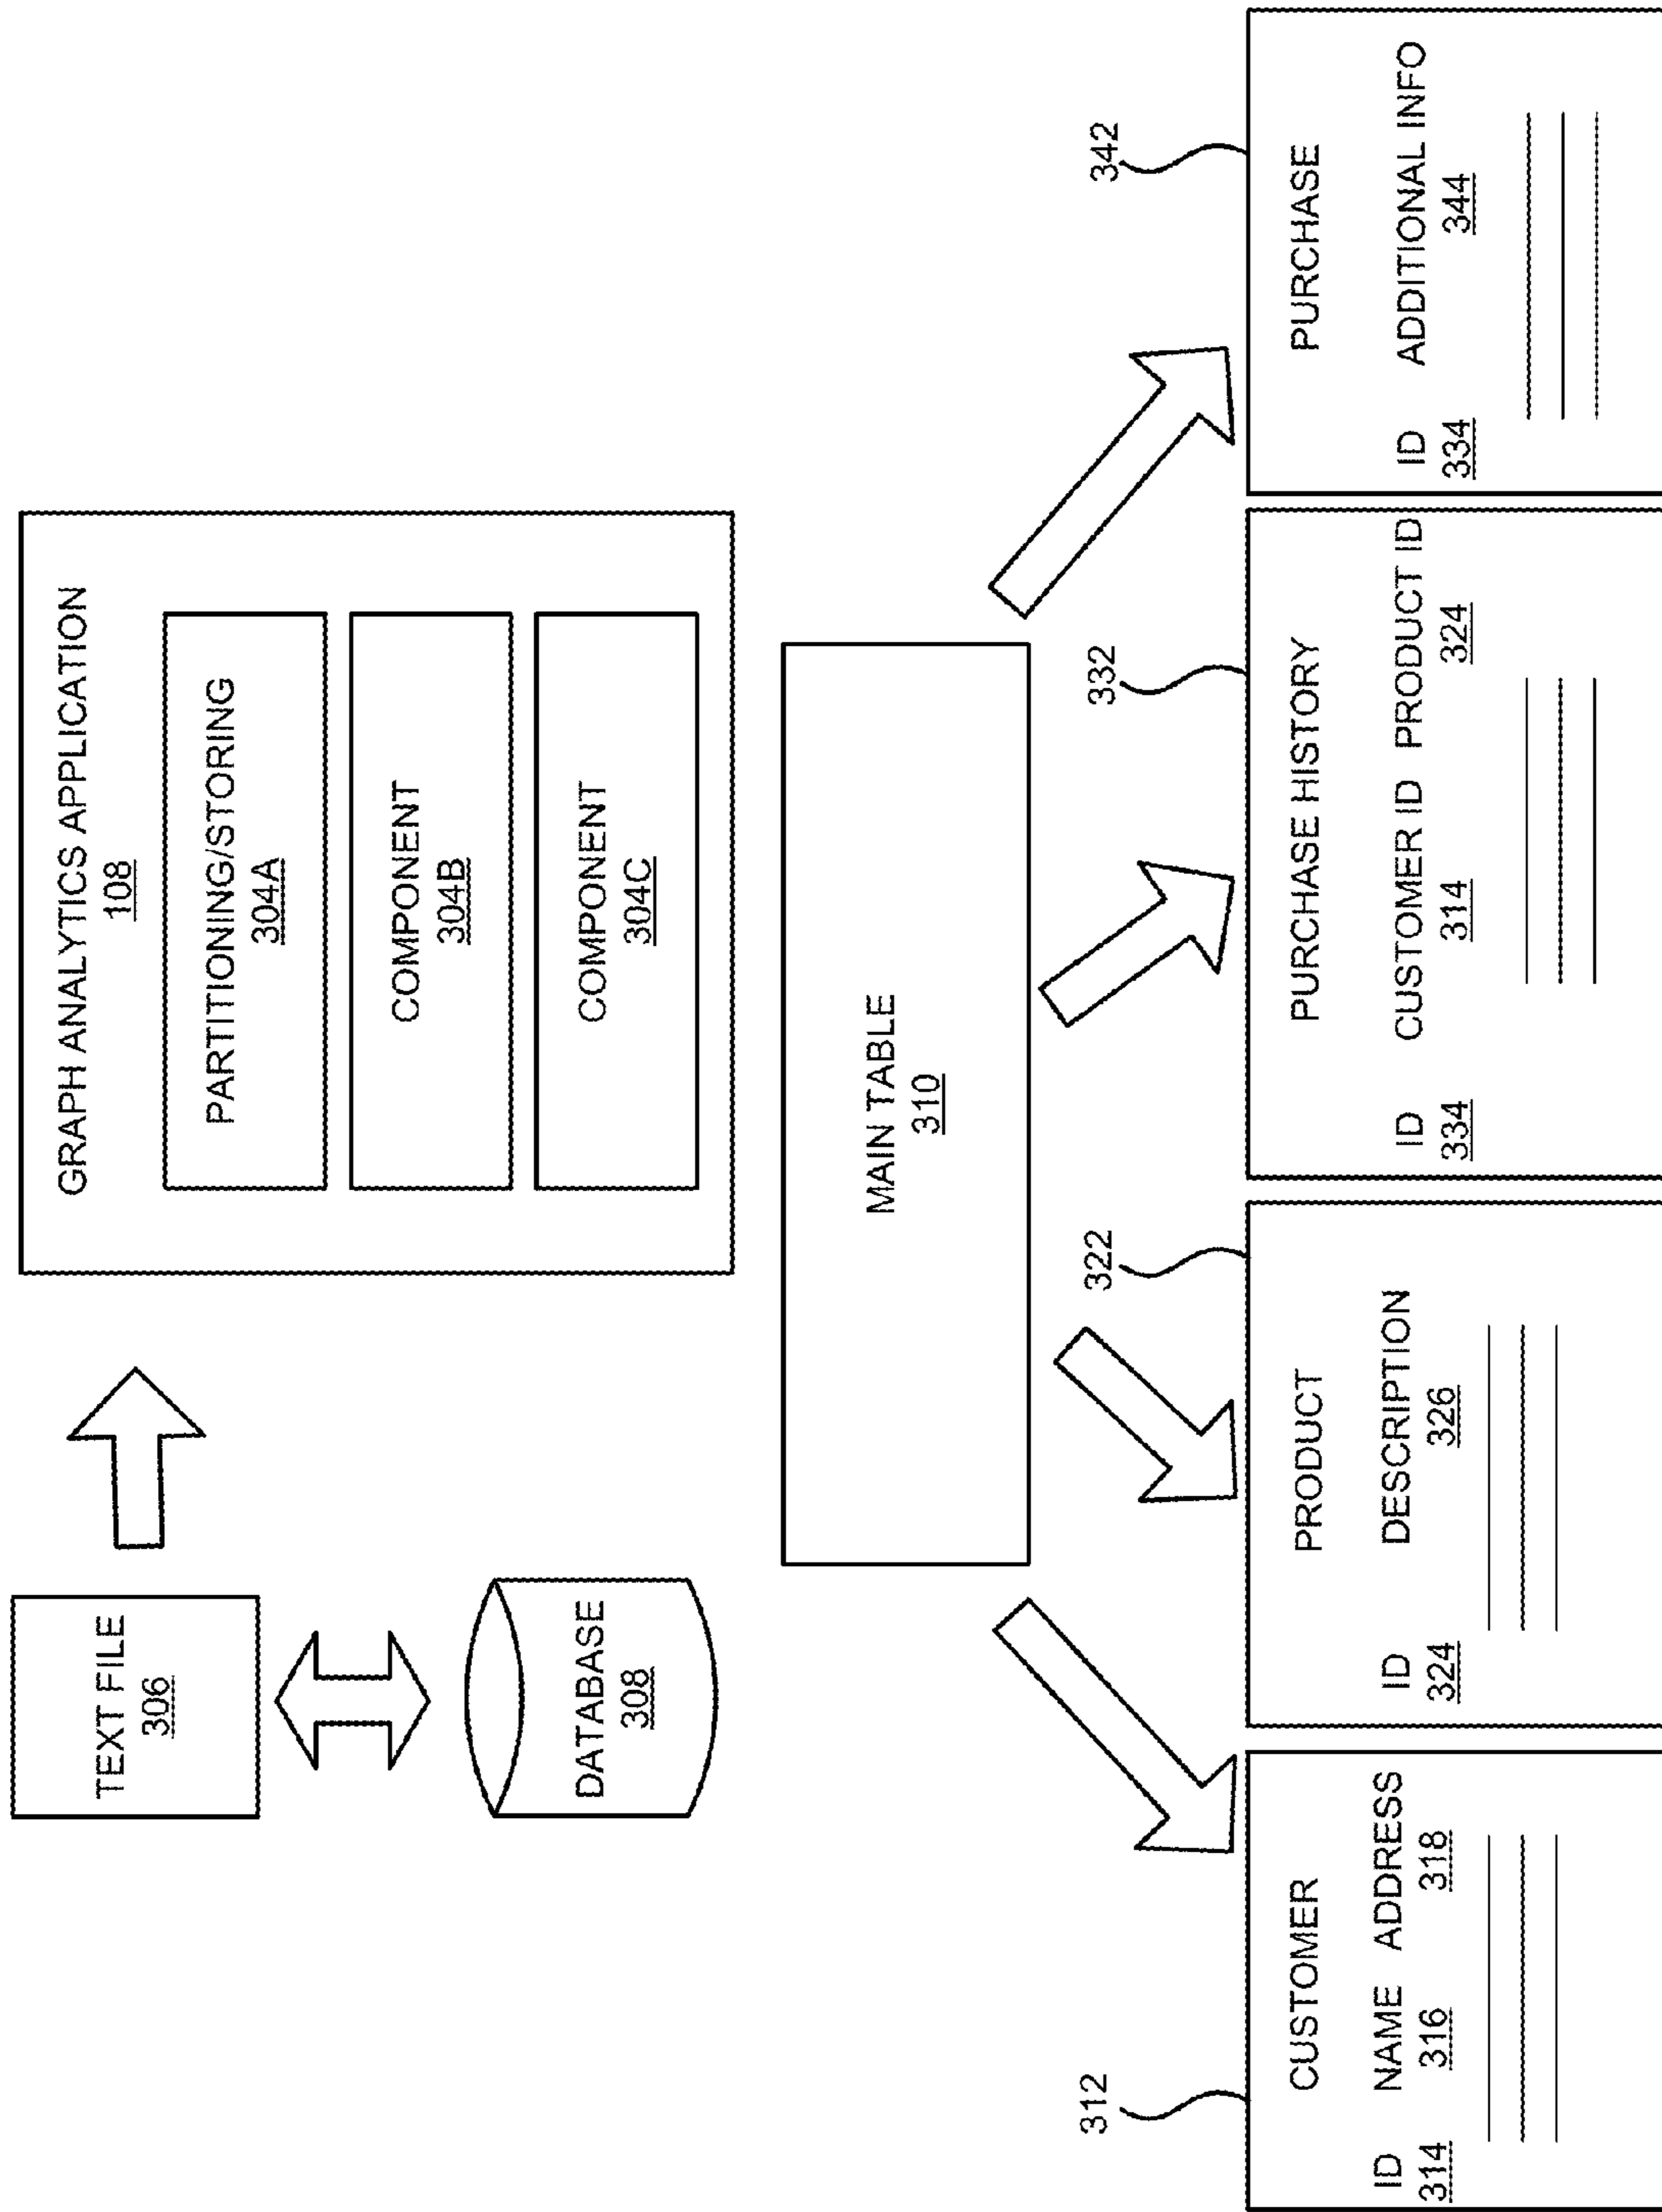 TEXT FILE
306
DATABASE
308
GRAPH ANALYTICS APPLICATION
108
PARTITIONING/STORING
304A
COMPONENT
304B
COMPONENT
304C
MAIN TABLE
310
312
CUSTOMER
ID NAME ADDRESS
314 316 318
322
PRODUCT
ID DESCRIPTION
324 326
332
PURCHASE HISTORY
ID CUSTOMER ID PRODUCT ID
334 314 324
342
PURCHASE
ID ADDITIONAL INFO
334 344